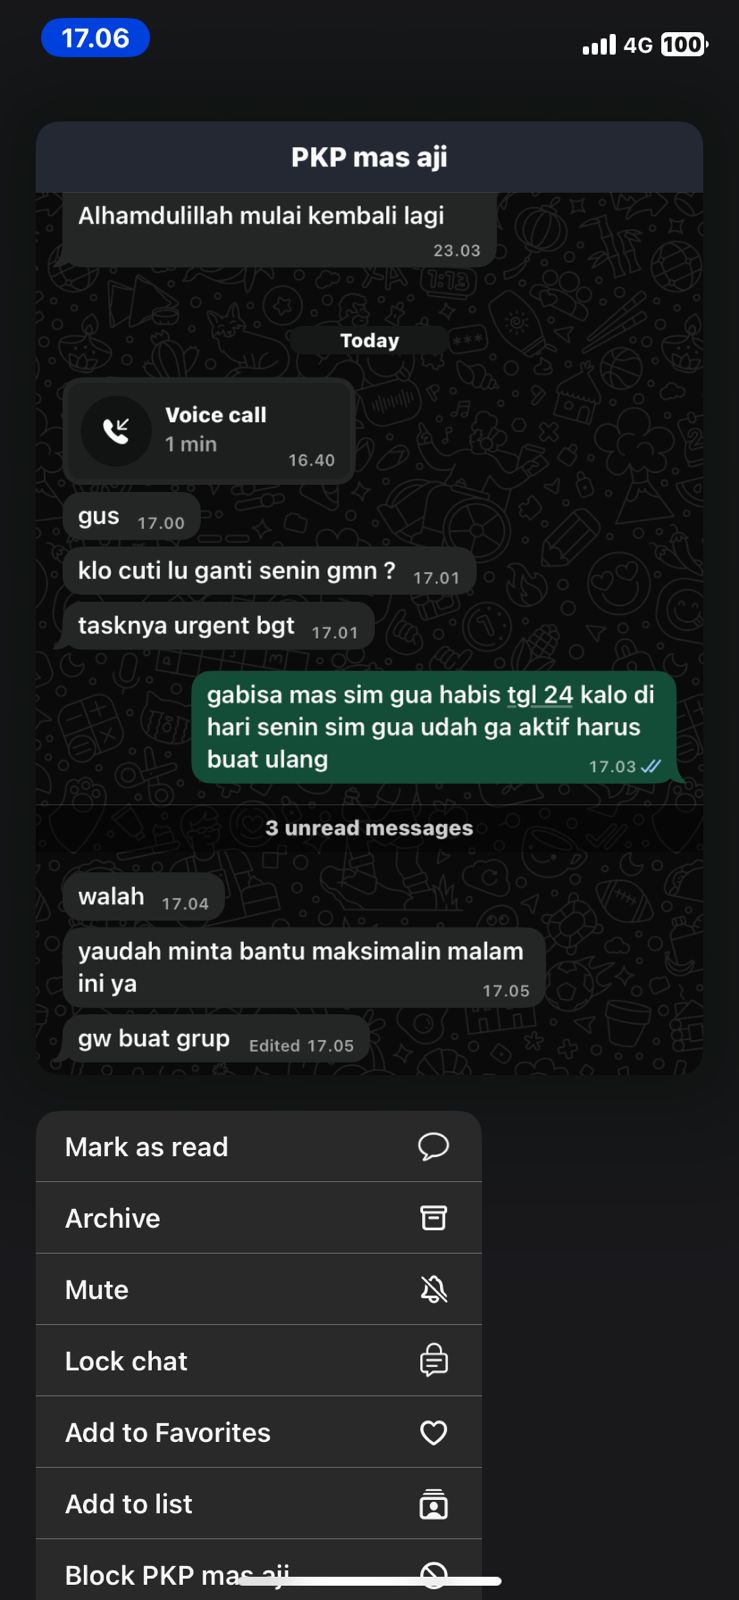 17.06
4G 100
PKP mas aji
Alhamdulillah mulai kembali lagi
23.03
Today
Voice call
1 min
16.40
gus 17.00
klo cuti lu ganti senin gmn ? 17.01
tasknya urgent bgt 17.01
gabisa mas sim gua habis tgl 24 kalo di
hari senin sim gua udah ga aktif harus
buat ulang 17.03
3 unread messages
walah 17.04
yaudah minta bantu maksimalin malam
ini ya 17.05
gw buat grup Edited 17.05
Mark as read
Archive
Mute
Lock chat
Add to Favorites
Add to list
Block PKP mas aji